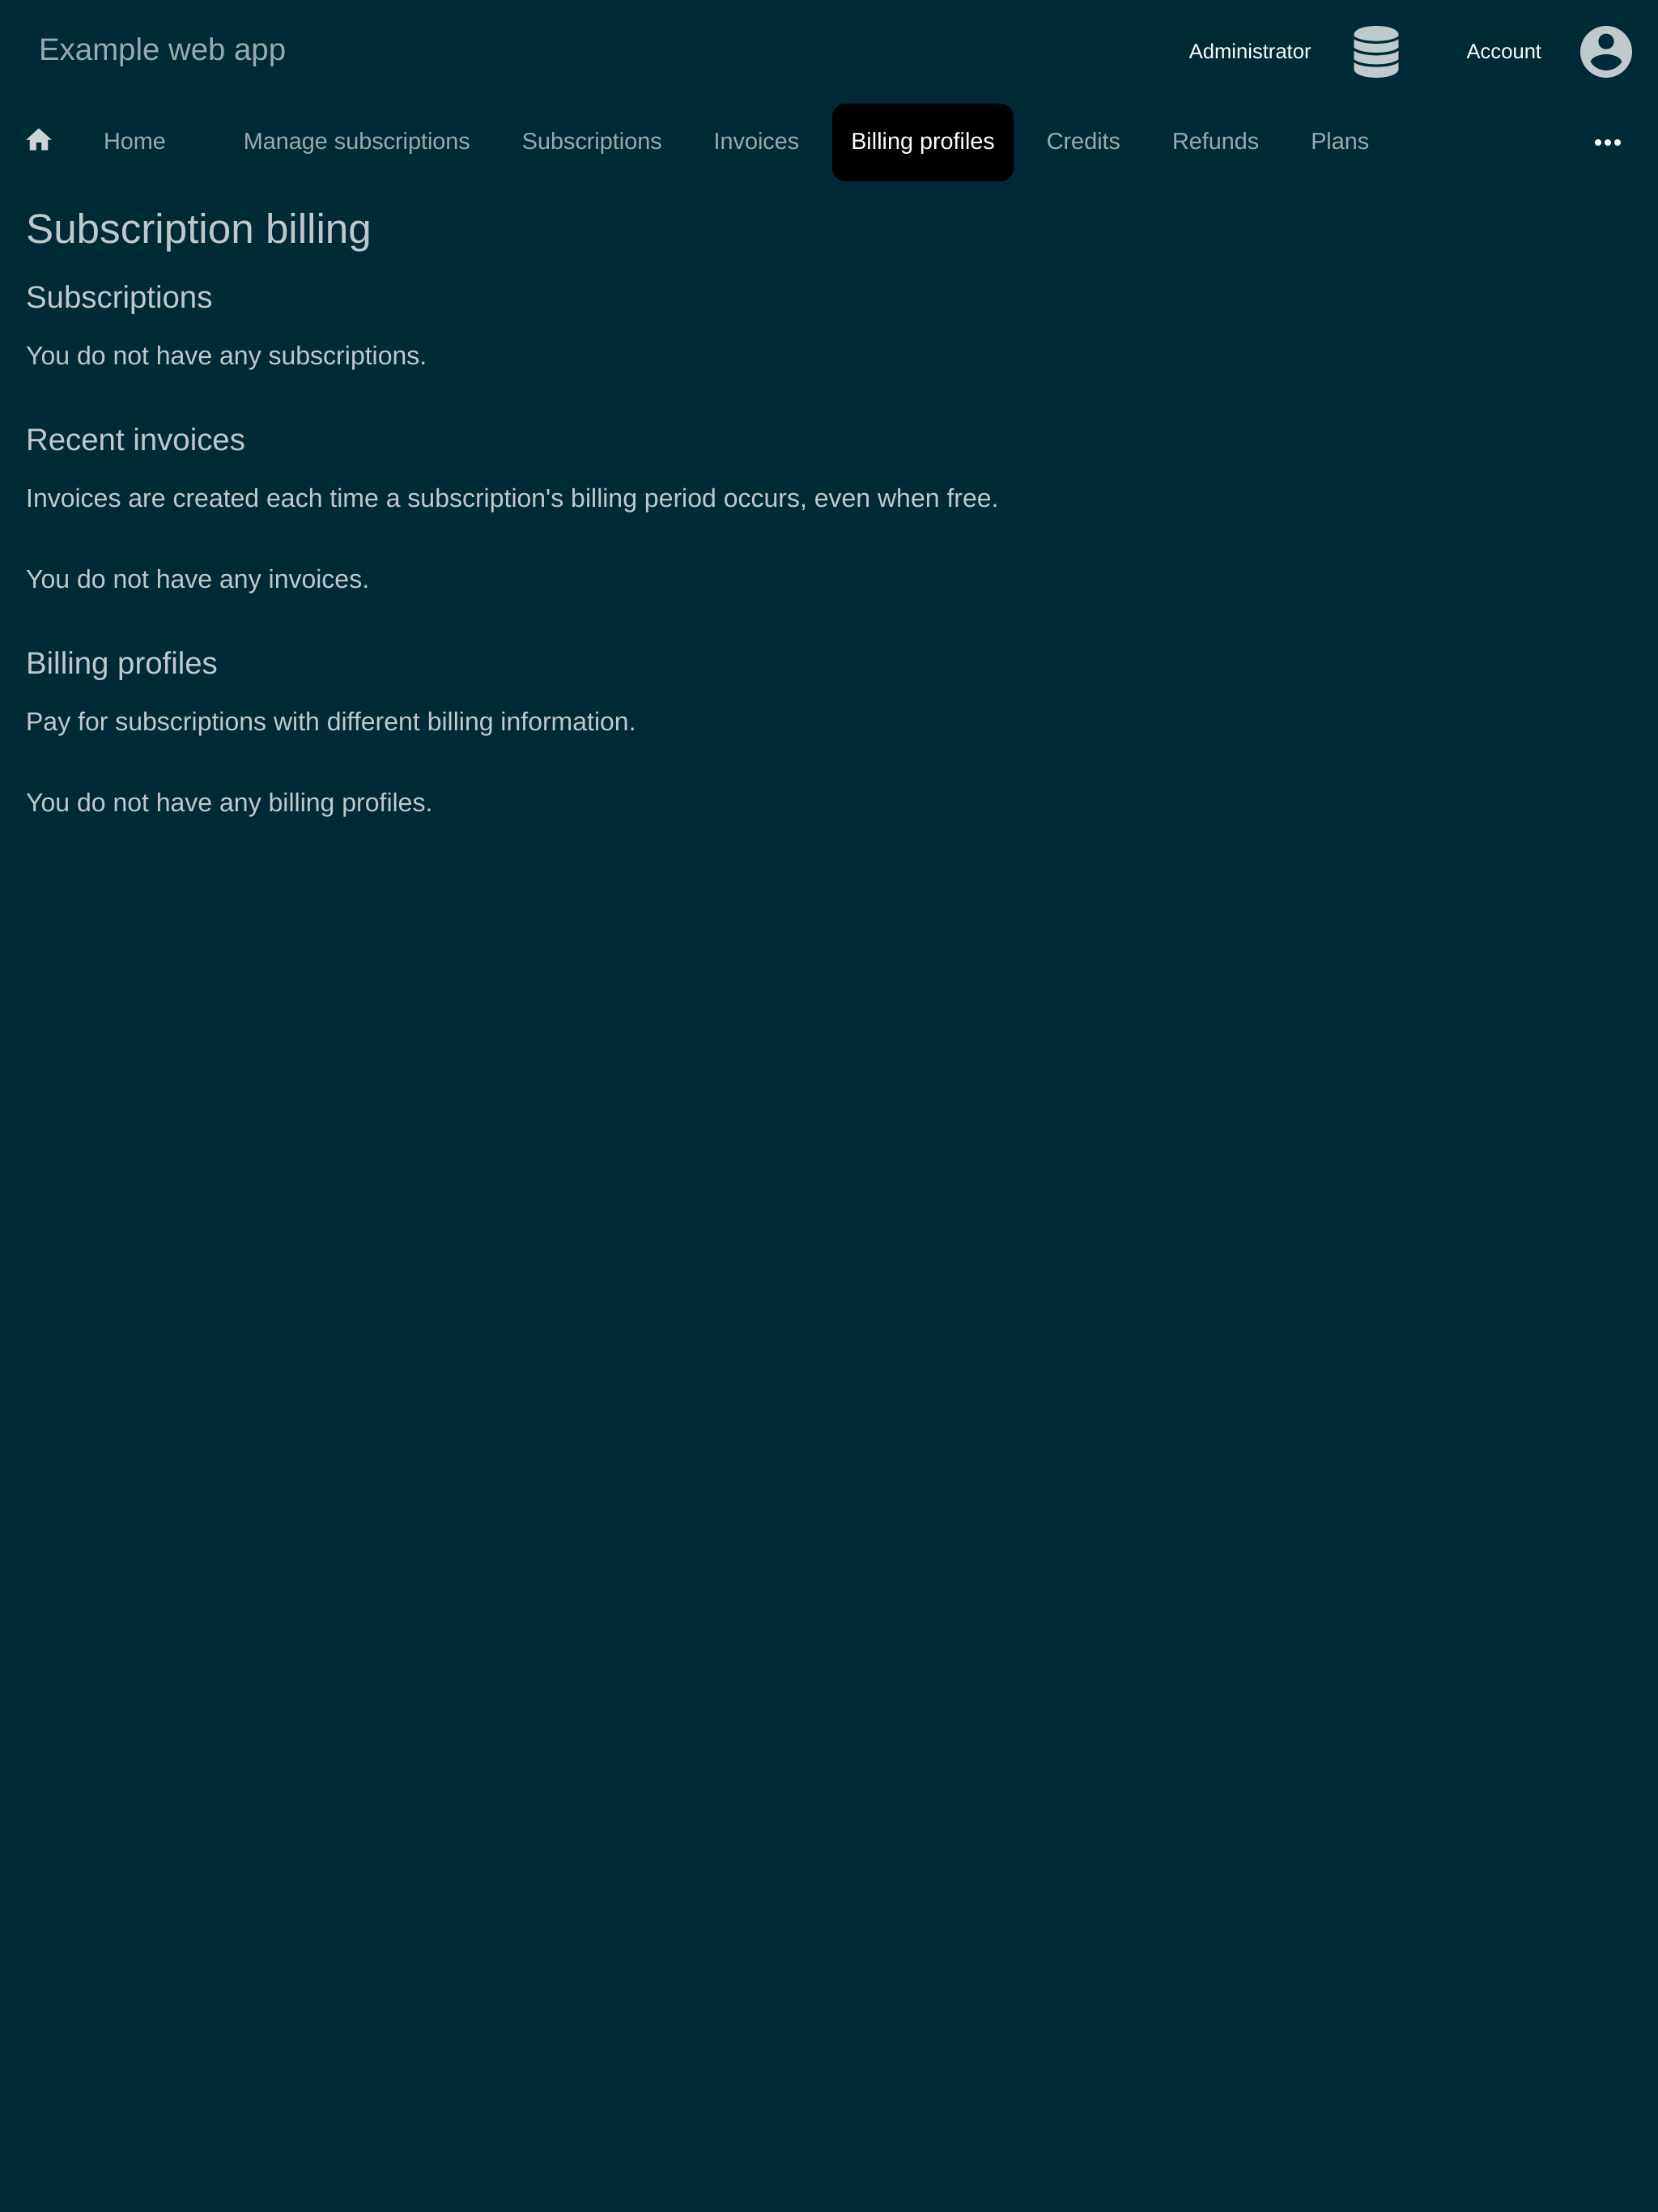 Example web app
Administrator
Account
Home
Manage subscriptions
Subscriptions
Invoices
Billing profiles
Credits
Refunds
Plans
Subscription billing
Subscriptions
You do not have any subscriptions.
Recent invoices
Invoices are created each time a subscription's billing period occurs, even when free.
You do not have any invoices.
Billing profiles
Pay for subscriptions with different billing information.
You do not have any billing profiles.